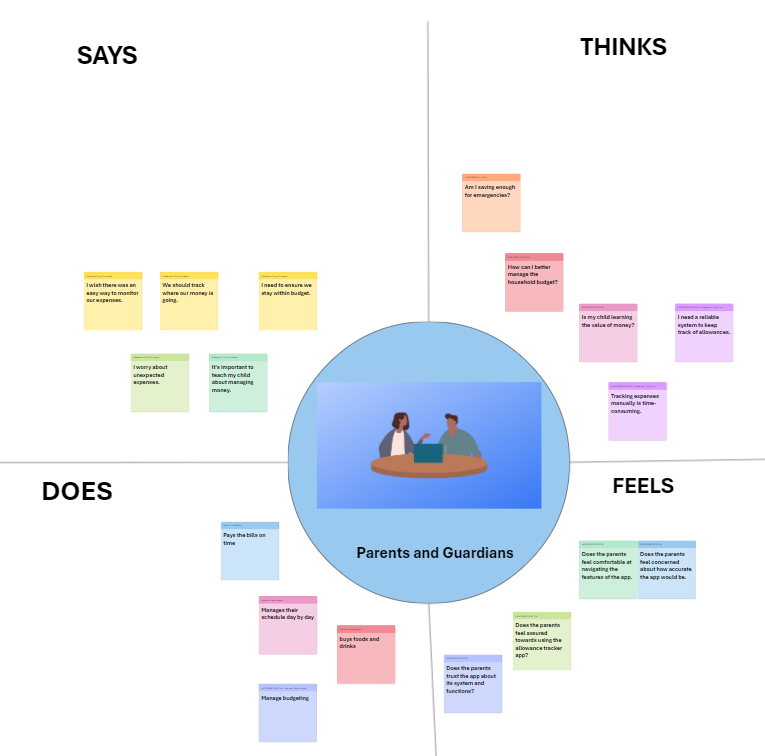 SAYS
THINKS
Am I saving enough
for emergencies?
How can I better
manage the
household budget?
I wish there was an
easy way to monitor
our expenses.
We should track
where our money is
going.
I need to ensure we
stay within budget.
Is my child learning
the value of money?
I need a reliable
system to keep
track of allowances.
I worry about
unexpected
expenses.
It's important to
teach my child
about managing
money.
Tracking expenses
manually is time-
consuming.
DOES
FEELS
Parents and Guardians
Pays the bills on
time
Manages their
schedule day by day
buys foods and
drinks
Manage budgeting
Does the parents
feel comfortable at
navigating the
features of the app.
Does the parents
feel concerned
about how accurate
the app would be.
Does the parents
feel assured
towards using the
allowance tracker
app?
Does the parents
trust the app about
its system and
functions?